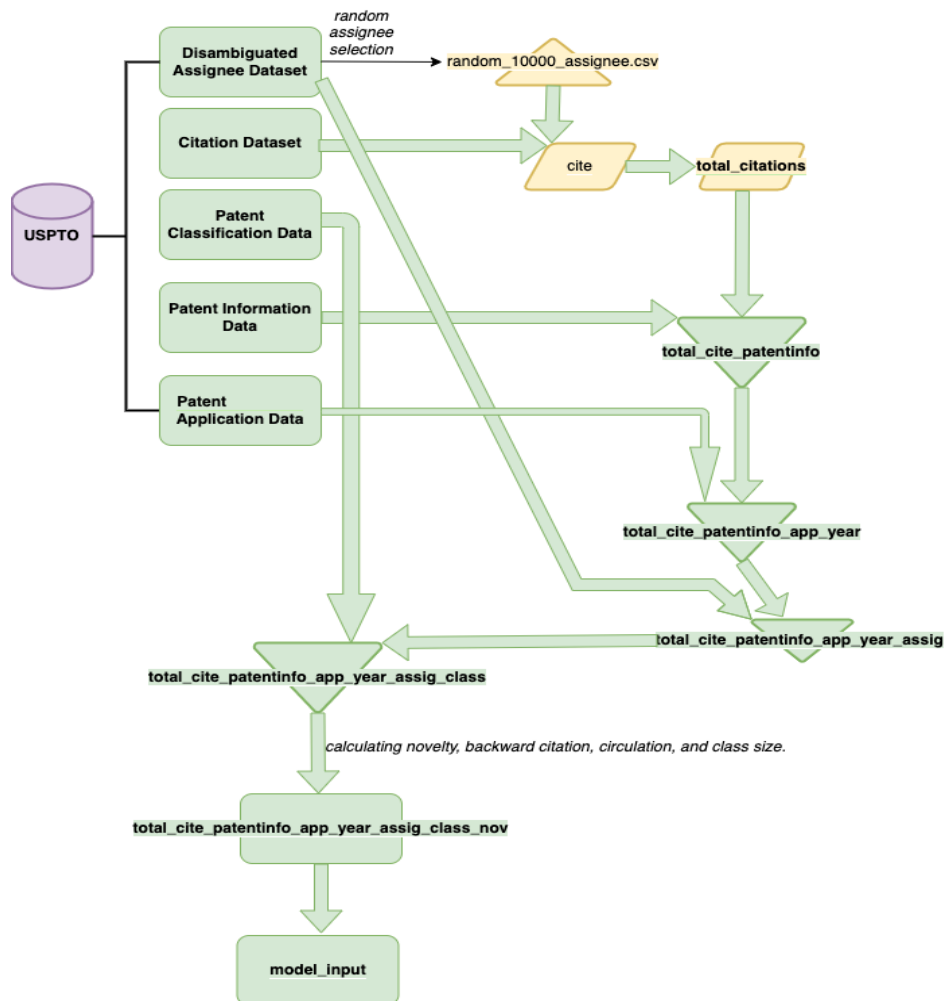 random
assignee
selection
Disambiguated
Assignee Dataset
random_10000_assignee.csv
Citation Dataset
cite
total_citations
Patent
Classification Data
USPTO
Patent Information
Data
total_cite_patentinfo
Patent
Application Data
total_cite_patentinfo_app_year
total_cite_patentinfo_app_year_assig
total_cite_patentinfo_app_year_assig_class
calculating novelty, backward citation, circulation, and class size.
total_cite_patentinfo_app_year_assig_class_nov
model_input